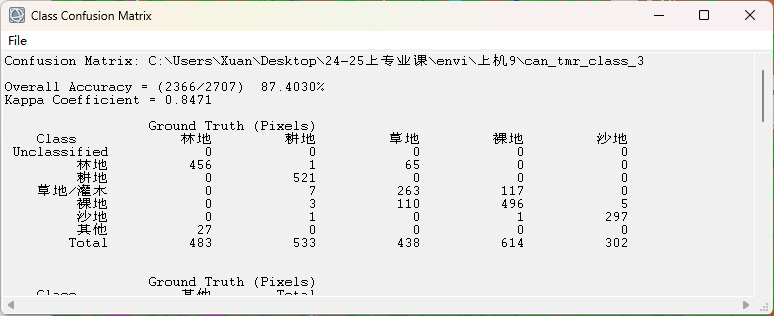 Class Confusion Matrix
File
Confusion Matrix: C:\Users\Xuan\Desktop\24-25上专业课\envi\上机9\can_tmr_class_3
Overall Accuracy = (2366/2707) 87.4030%
Kappa Coefficient = 0.8471
Ground Truth (Pixels)
Class 林地 耕地 草地 裸地 沙地
Unclassified 0 0 0 0 0
林地 456 1 65 0 0
耕地 0 521 0 0 0
草地/灌木 0 7 263 117 0
裸地 0 3 110 496 5
沙地 0 1 0 1 297
其他 27 0 0 0 0
Total 483 533 438 614 302
Ground Truth (Pixels)
Class 其他 Total